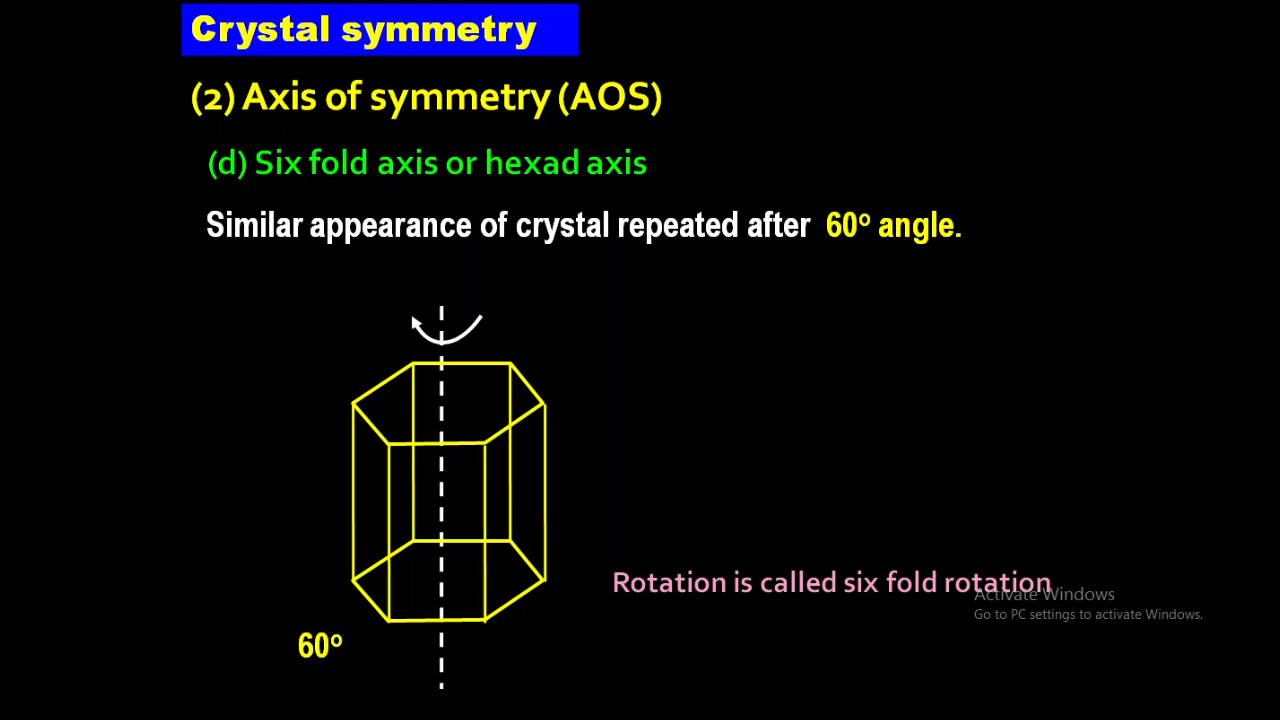 Crystal symmetry
(2) Axis of symmetry (AOS)
(d) Six fold axis or hexad axis
Similar appearance of crystal repeated after 60° angle.
Rotation is called six fold rotation
Activate Windows
Go to PC settings to activate Windows.
60°